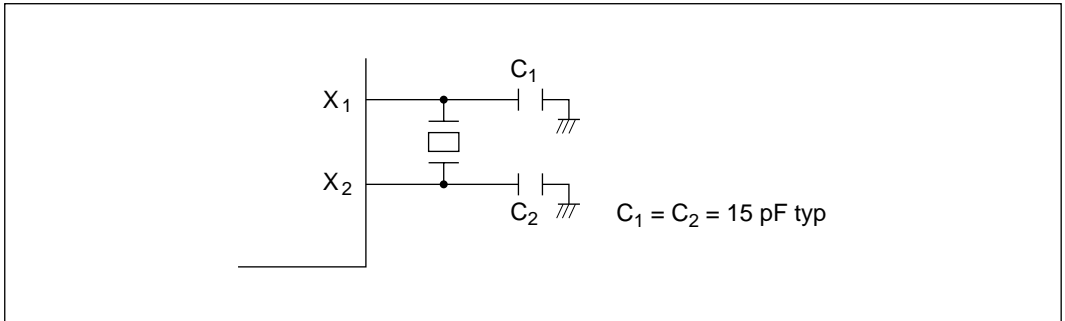 C₁
X₁
X₂
C₂
C₁ = C₂ = 15 pF typ